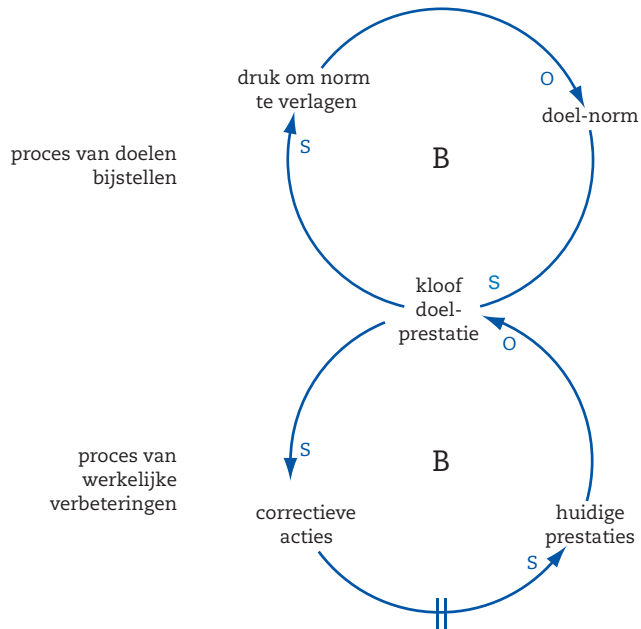 druk om norm
te verlagen
O
doel-norm
S
B
proces van doelen
bijstellen
kloof
doel-
prestatie
S
O
S
B
proces van
werkelijke
verbeteringen
correctieve
acties
huidige
prestaties
S